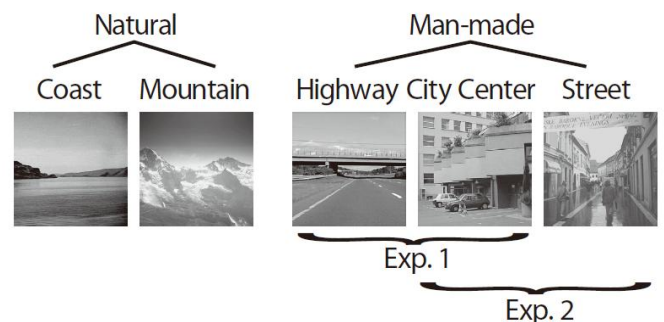 Natural Man-made
Coast Mountain Highway City Center Street
Exp. 1
Exp. 2